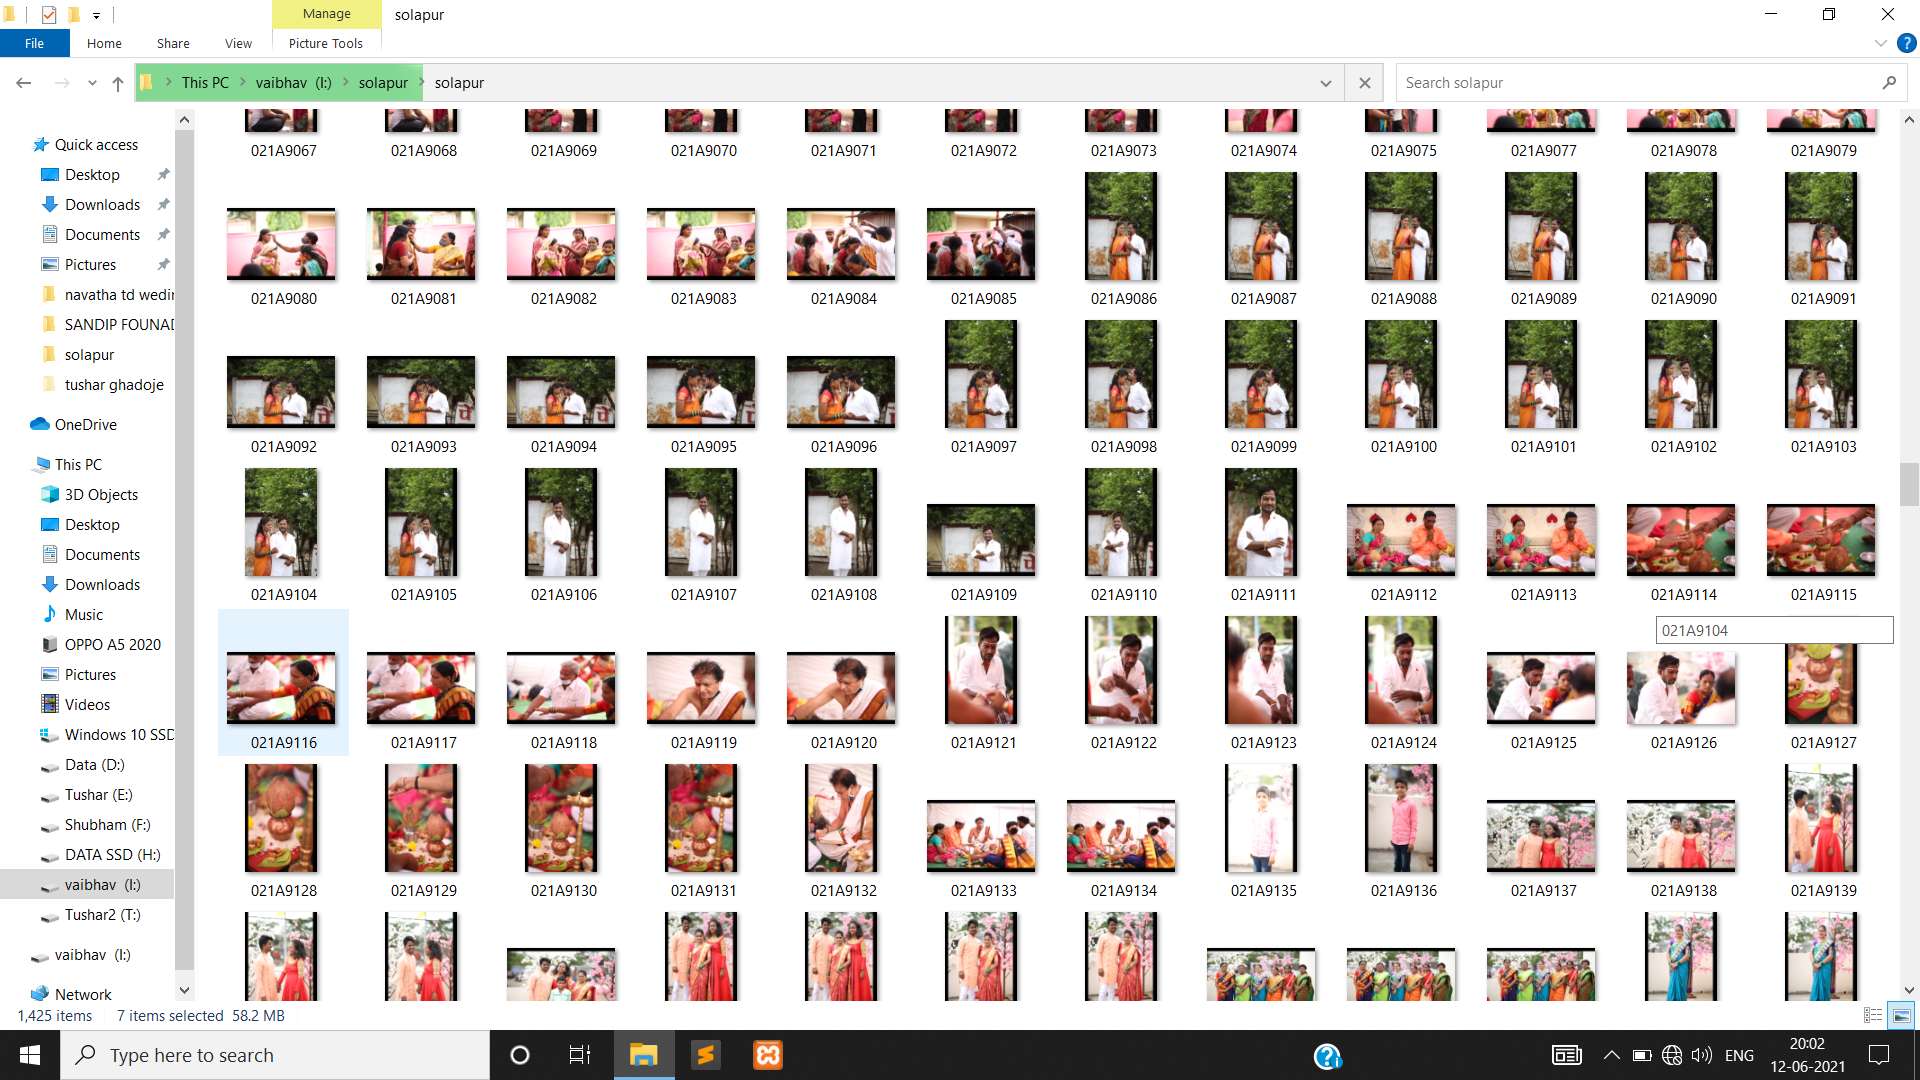 Manage
solapur
File
Home
Share
View
Picture Tools
This PC
vaibhav (I:)
solapur
solapur
Search solapur
Quick access
Desktop
Downloads
Documents
Pictures
navatha td wedin
SANDIP FOUNAD
solapur
tushar ghadoje
OneDrive
This PC
3D Objects
Desktop
Documents
Downloads
Music
OPPO A5 2020
Pictures
Videos
Windows 10 SSD
Data (D:)
Tushar (E:)
Shubham (F:)
DATA SSD (H:)
vaibhav (I:)
Tushar2 (T:)
vaibhav (I:)
Network
021A9067 021A9068 021A9069 021A9070 021A9071 021A9072 021A9073 021A9074 021A9075 021A9077 021A9078 021A9079
021A9080 021A9081 021A9082 021A9083 021A9084 021A9085 021A9086 021A9087 021A9088 021A9089 021A9090 021A9091
021A9092 021A9093 021A9094 021A9095 021A9096 021A9097 021A9098 021A9099 021A9100 021A9101 021A9102 021A9103
021A9104 021A9105 021A9106 021A9107 021A9108 021A9109 021A9110 021A9111 021A9112 021A9113 021A9114 021A9115
021A9104
021A9116 021A9117 021A9118 021A9119 021A9120 021A9121 021A9122 021A9123 021A9124 021A9125 021A9126 021A9127
021A9128 021A9129 021A9130 021A9131 021A9132 021A9133 021A9134 021A9135 021A9136 021A9137 021A9138 021A9139
1,425 items
7 items selected 58.2 MB
Type here to search
ENG
20:02
12-06-2021